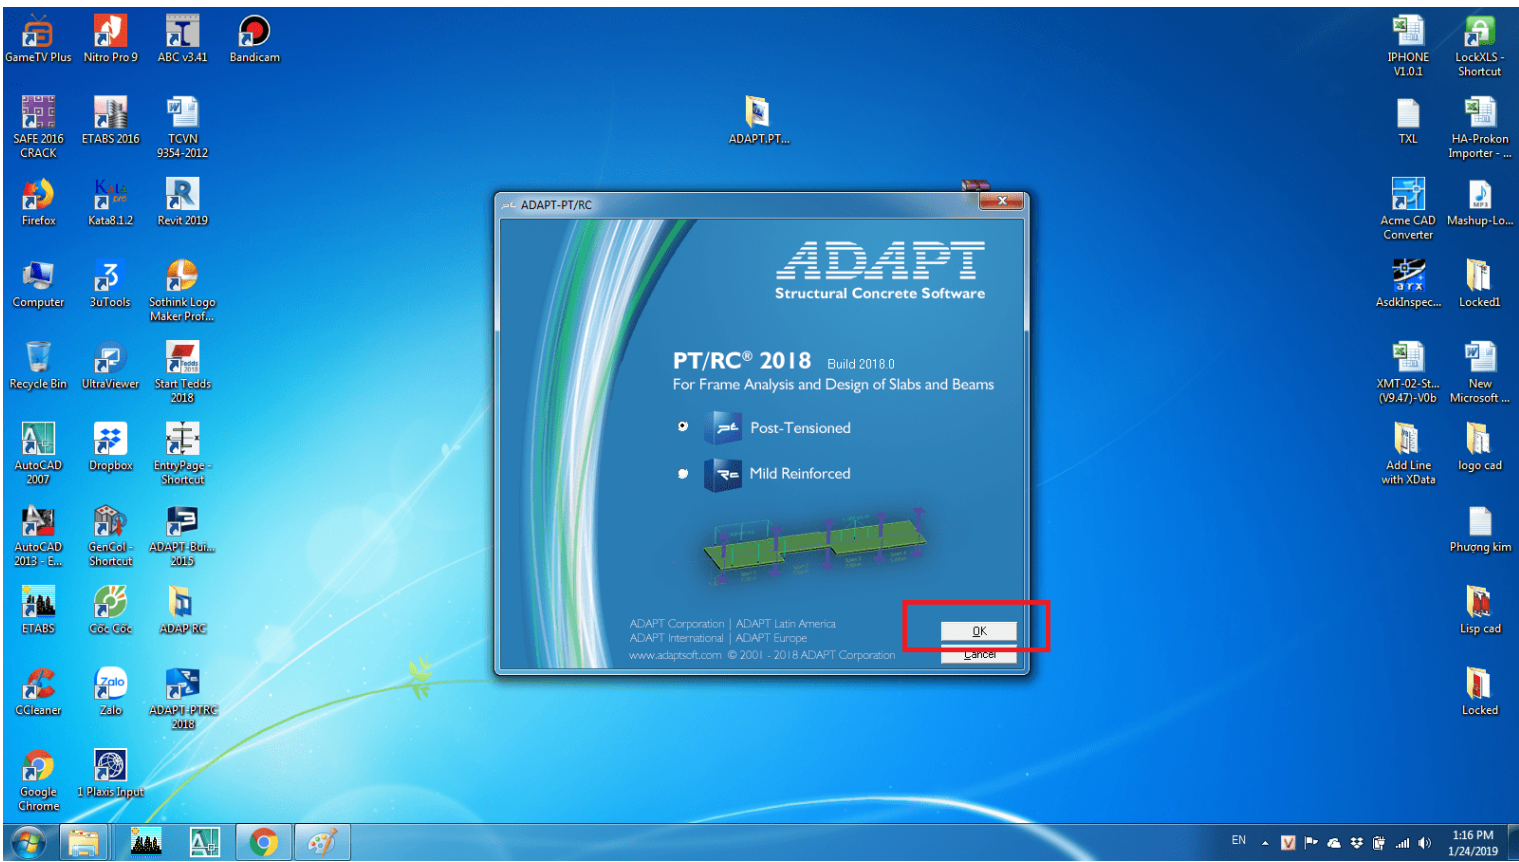 GameTV Plus
Nitro Pro 9
ABC v3.41
Bandicam
SAFE 2016
CRACK
ETABS 2016
TCVN
9354-2012
Firefox
Kata8.1.2
Revit 2019
Computer
3uTools
Sothink Logo
Maker Prof...
Recycle Bin
UltraViewer
Start Tedds
2018
AutoCAD
2007
Dropbox
EntryPage -
Shortcut
AutoCAD
2013 - E...
GenCol -
Shortcut
ADAPT-Bui...
2015
ETABS
Cốc Cốc
ADAP RC
CCleaner
Zalo
ADAPT-PTRC
2018
Google
Chrome
1 Plaxis Input
ADAPT.PT...
ADAPT-PT/RC
ADAPT
Structural Concrete Software
PT/RC® 2018 Build 2018.0
For Frame Analysis and Design of Slabs and Beams
Post-Tensioned
Mild Reinforced
ADAPT Corporation | ADAPT Latin America
ADAPT International | ADAPT Europe
www.adaptsoft.com © 2001 - 2018 ADAPT Corporation
OK
Cancel
IPHONE
V1.0.1
LockXLS -
Shortcut
TXL
HA-Prokon
Importer - ...
Acme CAD
Converter
Mashup-Lo...
AsdkInspec...
Locked1
XMT-02-St...
(V9.47)-V0b
New
Microsoft ...
Add Line
with XData
logo cad
Phượng kim
Lisp cad
Locked
EN
1:16 PM
1/24/2019